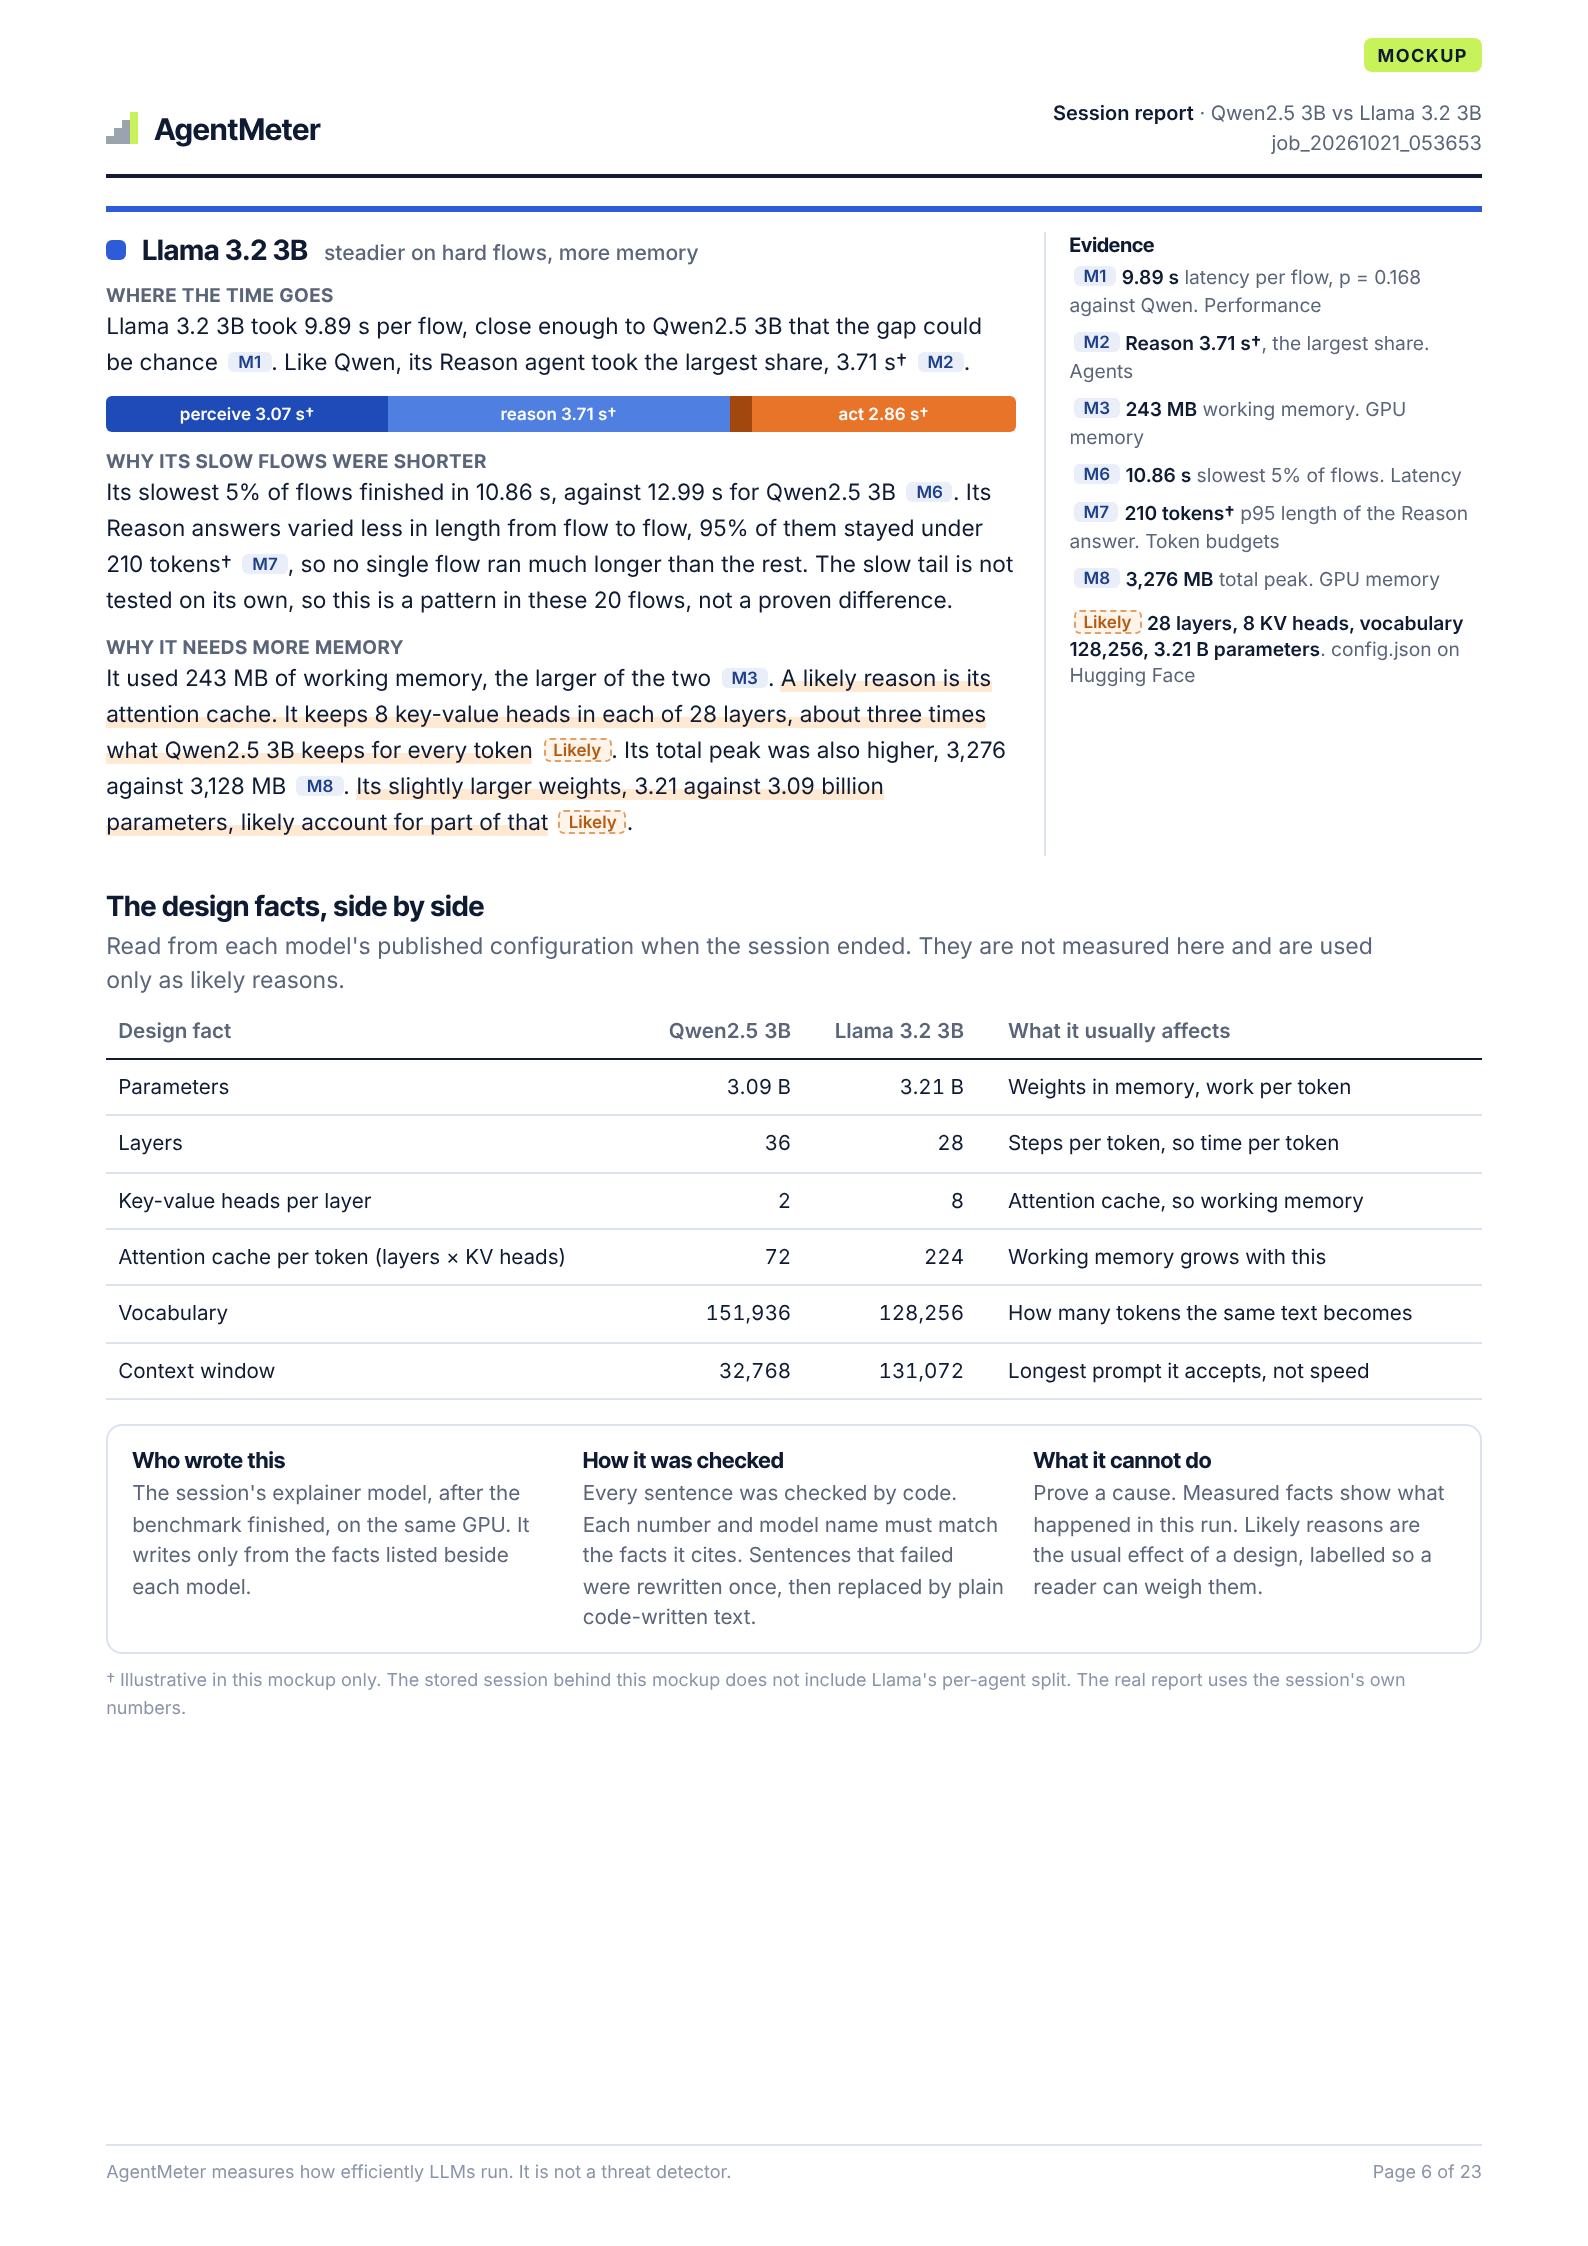 MOCKUP
AgentMeter
Session report · Qwen2.5 3B vs Llama 3.2 3B
job_20261021_053653
Llama 3.2 3B steadier on hard flows, more memory
WHERE THE TIME GOES
Llama 3.2 3B took 9.89 s per flow, close enough to Qwen2.5 3B that the gap could
be chance M1. Like Qwen, its Reason agent took the largest share, 3.71 s† M2.
perceive 3.07 s† reason 3.71 s† act 2.86 s†
WHY ITS SLOW FLOWS WERE SHORTER
Its slowest 5% of flows finished in 10.86 s, against 12.99 s for Qwen2.5 3B M6. Its
Reason answers varied less in length from flow to flow, 95% of them stayed under
210 tokens† M7, so no single flow ran much longer than the rest. The slow tail is not
tested on its own, so this is a pattern in these 20 flows, not a proven difference.
WHY IT NEEDS MORE MEMORY
It used 243 MB of working memory, the larger of the two M3. A likely reason is its
attention cache. It keeps 8 key-value heads in each of 28 layers, about three times
what Qwen2.5 3B keeps for every token Likely. Its total peak was also higher, 3,276
against 3,128 MB M8. Its slightly larger weights, 3.21 against 3.09 billion
parameters, likely account for part of that Likely.
Evidence
M1 9.89 s latency per flow, p = 0.168
against Qwen. Performance
M2 Reason 3.71 s†, the largest share.
Agents
M3 243 MB working memory. GPU
memory
M6 10.86 s slowest 5% of flows. Latency
M7 210 tokens† p95 length of the Reason
answer. Token budgets
M8 3,276 MB total peak. GPU memory
Likely 28 layers, 8 KV heads, vocabulary
128,256, 3.21 B parameters. config.json on
Hugging Face
The design facts, side by side
Read from each model's published configuration when the session ended. They are not measured here and are used
only as likely reasons.
Design fact Qwen2.5 3B Llama 3.2 3B What it usually affects
Parameters 3.09 B 3.21 B Weights in memory, work per token
Layers 36 28 Steps per token, so time per token
Key-value heads per layer 2 8 Attention cache, so working memory
Attention cache per token (layers × KV heads) 72 224 Working memory grows with this
Vocabulary 151,936 128,256 How many tokens the same text becomes
Context window 32,768 131,072 Longest prompt it accepts, not speed
Who wrote this
The session's explainer model, after the
benchmark finished, on the same GPU. It
writes only from the facts listed beside
each model.
How it was checked
Every sentence was checked by code.
Each number and model name must match
the facts it cites. Sentences that failed
were rewritten once, then replaced by plain
code-written text.
What it cannot do
Prove a cause. Measured facts show what
happened in this run. Likely reasons are
the usual effect of a design, labelled so a
reader can weigh them.
† Illustrative in this mockup only. The stored session behind this mockup does not include Llama's per-agent split. The real report uses the session's own
numbers.
AgentMeter measures how efficiently LLMs run. It is not a threat detector.
Page 6 of 23